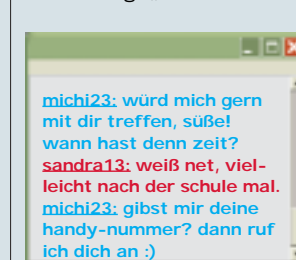 michi23: würd mich gern
mit dir treffen, süße!
wann hast denn zeit?
sandra13: weiß net, viel-
leicht nach der schule mal.
michi23: gibst mir deine
handy-nummer? dann ruf
ich dich an :)